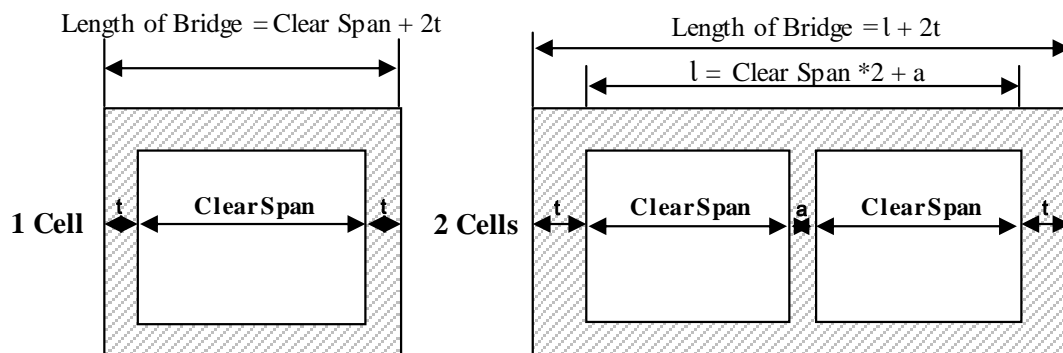 Length of Bridge = Clear Span + 2t
1 Cell
t
Clear Span
t
Length of Bridge = l + 2t
l = Clear Span *2 + a
2 Cells
t
Clear Span
a
Clear Span
t